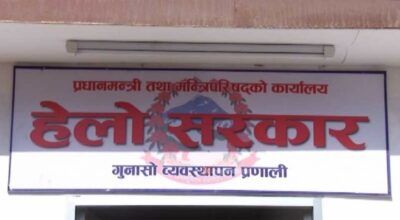 प्रधानमन्त्री तथा मन्त्रिपरिषद्को कार्यालय
हेलो सरकार
गुनासो व्यवस्थापन प्रणाली